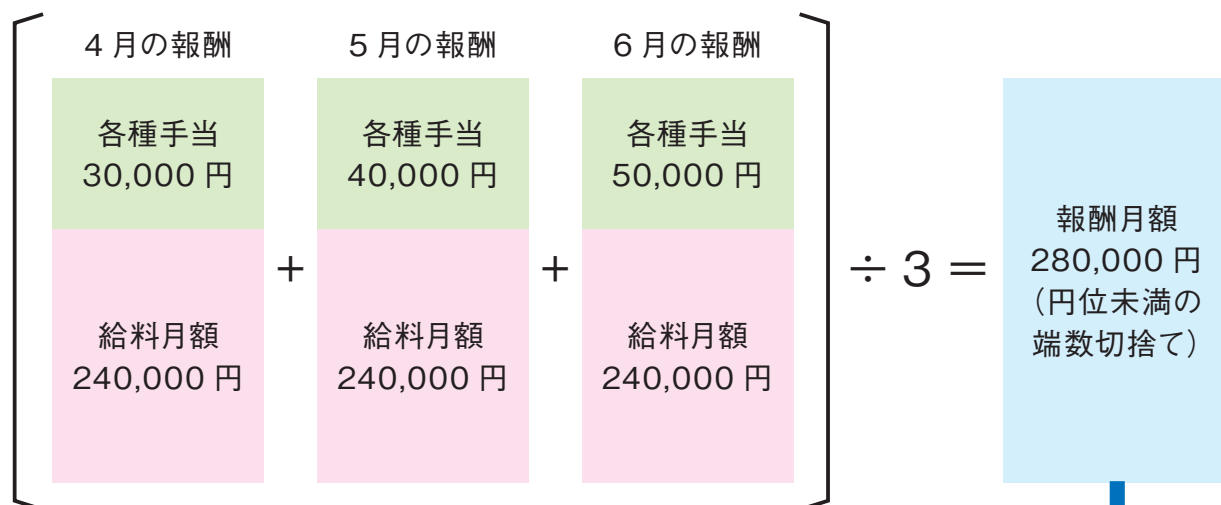 4月の報酬
各種手当
30,000円
給料月額
240,000円
+
5月の報酬
各種手当
40,000円
給料月額
240,000円
+
6月の報酬
各種手当
50,000円
給料月額
240,000円
÷3＝
報酬月額
280,000円
（円位未満の
端数切捨て）